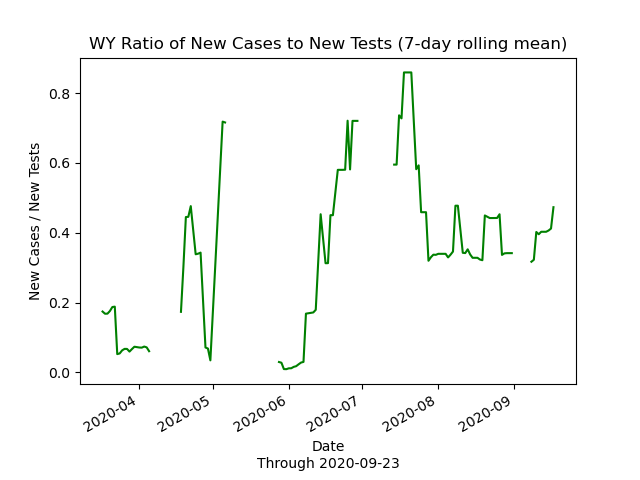 WY Ratio of New Cases to New Tests (7-day rolling mean)
New Cases / New Tests
0.8
0.6
0.4
0.2
0.0
2020-04
2020-05
2020-06
2020-07
2020-08
2020-09
Date
Through 2020-09-23